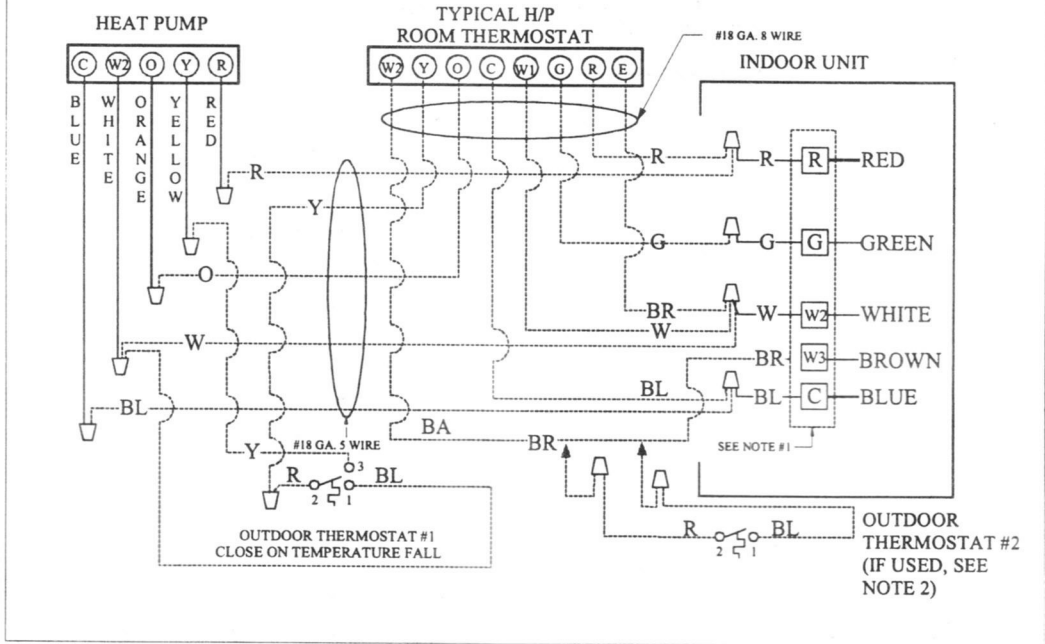 HEAT PUMP
TYPICAL H/P
ROOM THERMOSTAT
#18 GA. 8 WIRE
INDOOR UNIT
C W2 O Y R
W2 Y O C W1 G R E
BLUE
WHITE
ORANGE
YELLOW
RED
R
R
R
R
RED
Y
G
G
G
GREEN
O
BR
W
W
W2
WHITE
W
BR
W3
BROWN
BL
BL
BL
C
BLUE
BA
BR
SEE NOTE #1
#18 GA. 5 WIRE
Y
3
R
BL
2 1
OUTDOOR THERMOSTAT #1
CLOSE ON TEMPERATURE FALL
R
BL
2 1
OUTDOOR
THERMOSTAT #2
(IF USED, SEE
NOTE 2)